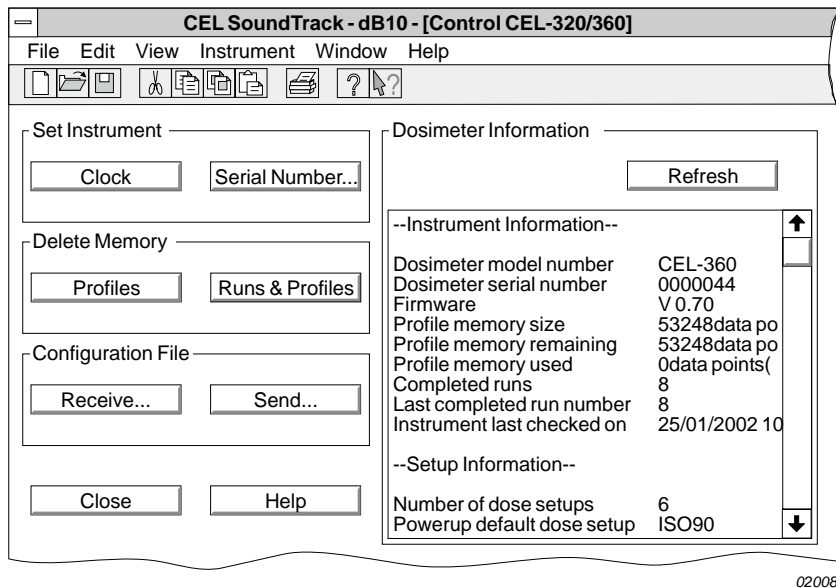 CEL SoundTrack - dB10 - [Control CEL-320/360]
File Edit View Instrument Window Help
Set Instrument
Clock
Serial Number...
Delete Memory
Profiles
Runs & Profiles
Configuration File
Receive...
Send...
Close
Help
Dosimeter Information
Refresh
--Instrument Information--
Dosimeter model number CEL-360
Dosimeter serial number 0000044
Firmware V 0.70
Profile memory size 53248data po
Profile memory remaining 53248data po
Profile memory used 0data points(
Completed runs 8
Last completed run number 8
Instrument last checked on 25/01/2002 10
--Setup Information--
Number of dose setups 6
Powerup default dose setup ISO90
02008